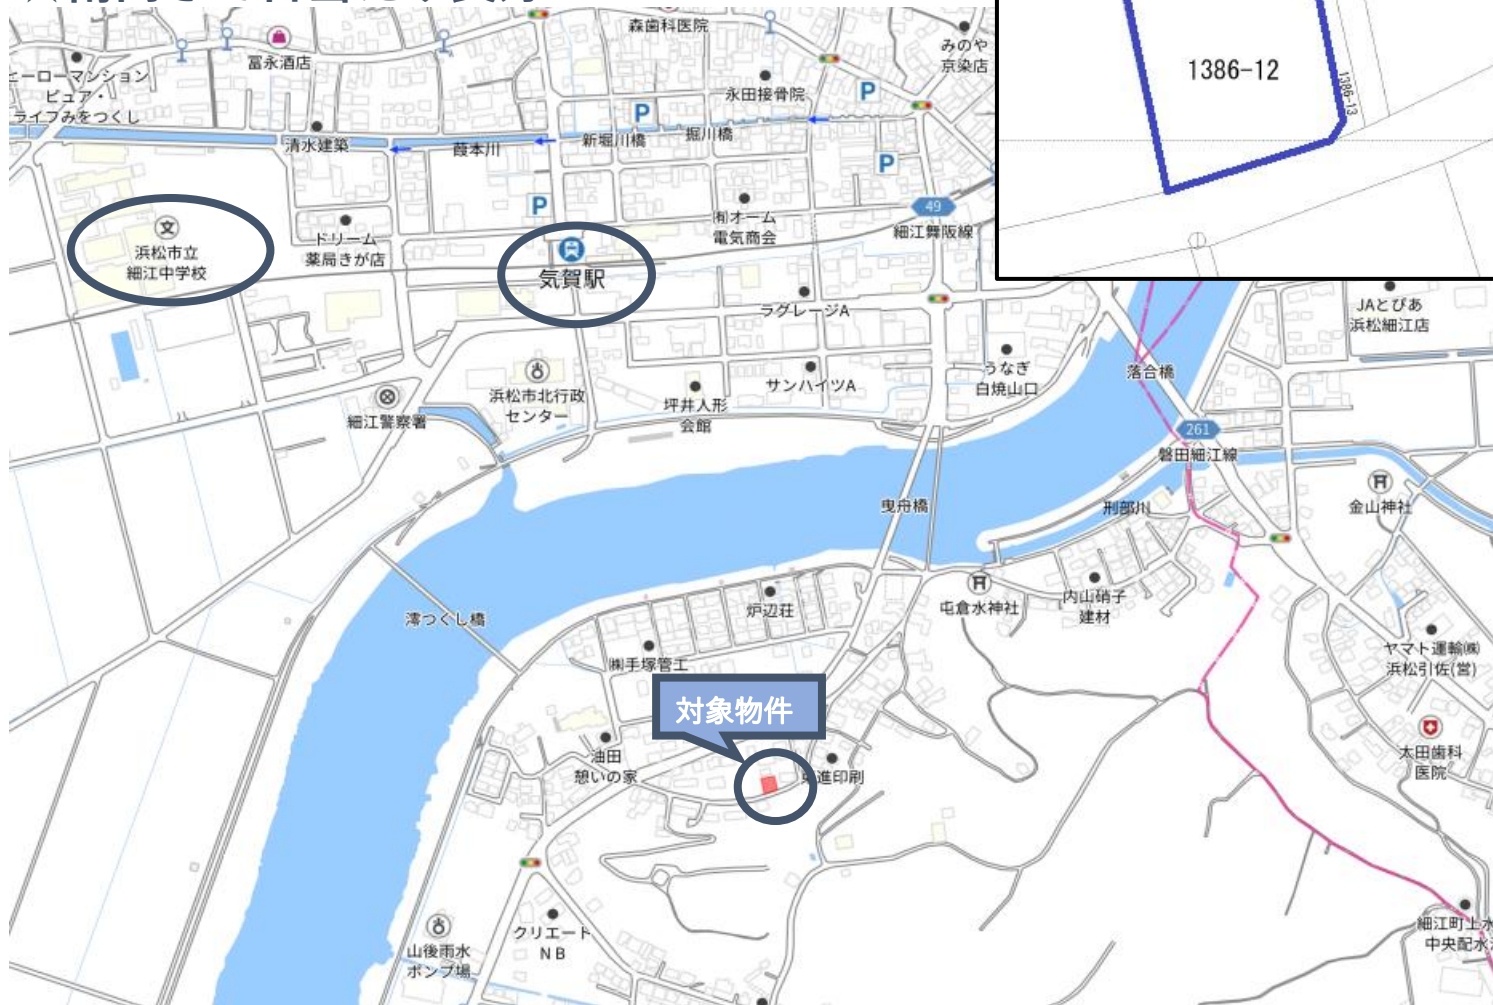 森歯科医院
みのや
京染店
冨永酒店
ヒーローマンション
ピュア・
ライフみをつくし
永田接骨院
P
P
清水建築
葭本川
新堀川橋
掘川橋
P
P
浜松市立
細江中学校
ドリーム
薬局きが店
気賀駅
㈲オーム
電気商会
49
細江舞阪線
1386-12
1386-13
ラグレージA
JAとぴあ
浜松細江店
浜松市北行政
センター
細江警察署
坪井人形
会館
サンハイツA
うなぎ
白焼山口
落合橋
261
磐田細江線
曳舟橋
刑部川
金山神社
澪つくし橋
炉辺荘
屯倉水神社
内山硝子
建材
㈱手塚管工
ヤマト運輸㈱
浜松引佐(営)
対象物件
油田
憩いの家
進印刷
太田歯科
医院
山後雨水
ポンプ場
クリエート
NB
細江町上水
中央配水